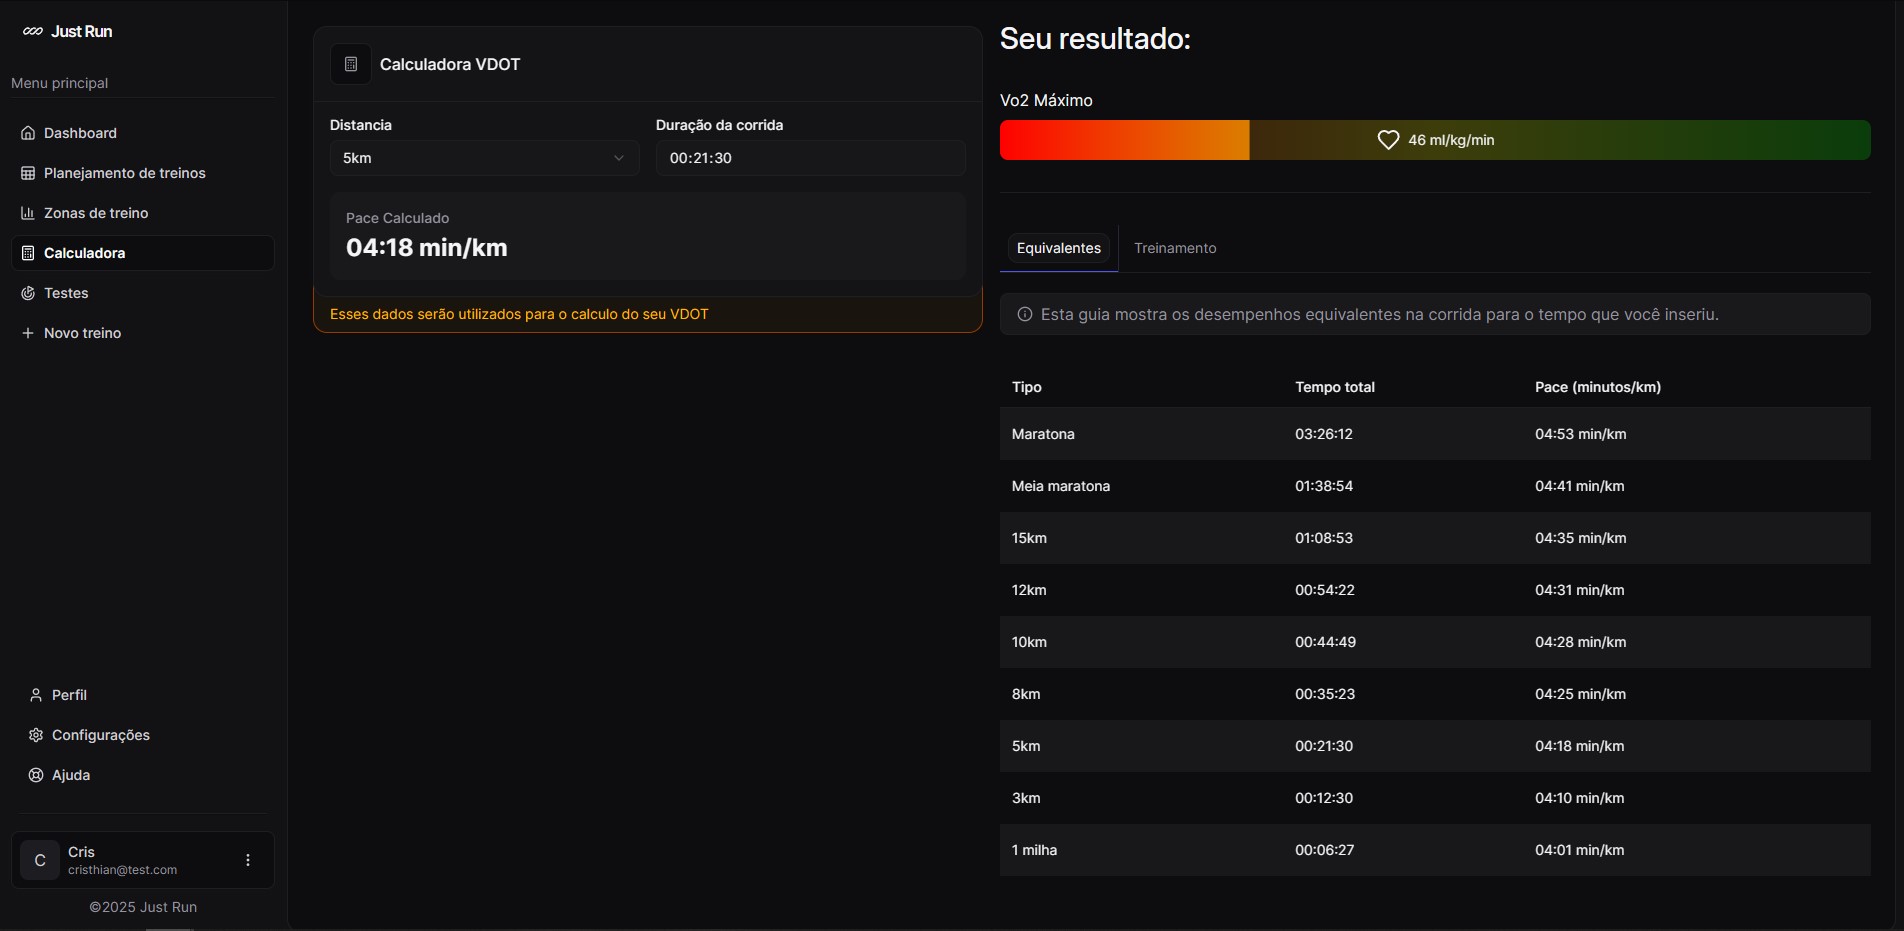 Just Run
Menu principal
Dashboard
Planejamento de treinos
Zonas de treino
Calculadora
Testes
Novo treino
Perfil
Configurações
Ajuda
C
Cris
cristhian@test.com
©2025 Just Run
Calculadora VDOT
Distancia Duração da corrida
5km 00:21:30
Pace Calculado
04:18 min/km
Esses dados serão utilizados para o calculo do seu VDOT
Seu resultado:
Vo2 Máximo
46 ml/kg/min
Equivalentes Treinamento
Esta guia mostra os desempenhos equivalentes na corrida para o tempo que você inseriu.
Tipo Tempo total Pace (minutos/km)
Maratona 03:26:12 04:53 min/km
Meia maratona 01:38:54 04:41 min/km
15km 01:08:53 04:35 min/km
12km 00:54:22 04:31 min/km
10km 00:44:49 04:28 min/km
8km 00:35:23 04:25 min/km
5km 00:21:30 04:18 min/km
3km 00:12:30 04:10 min/km
1 milha 00:06:27 04:01 min/km